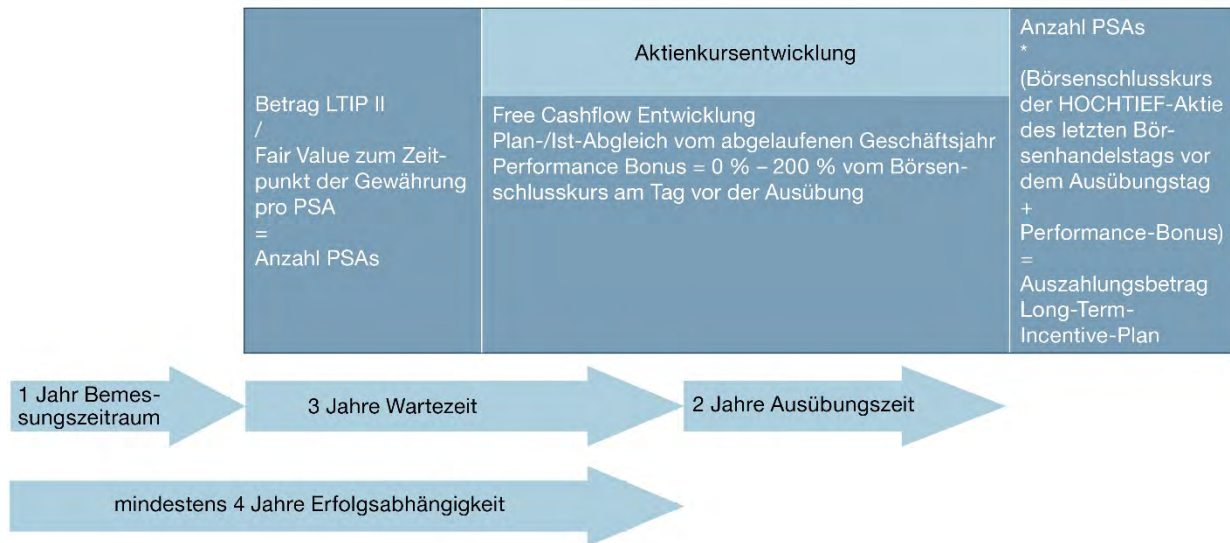 Betrag LTIP II
/
Fair Value zum Zeit-
punkt der Gewährung
pro PSA
=
Anzahl PSAs
Aktienkursentwicklung
Free Cashflow Entwicklung
Plan-/Ist-Abgleich vom abgelaufenen Geschäftsjahr
Performance Bonus = 0 % – 200 % vom Börsen-
schlusskurs am Tag vor der Ausübung
Anzahl PSAs
*
(Börsenschlusskurs
der HOCHTIEF-Aktie
des letzten Bör-
senhandelstags vor
dem Ausübungstag
+
Performance-Bonus)
=
Auszahlungsbetrag
Long-Term-
Incentive-Plan
1 Jahr Bemes-
sungszeitraum
3 Jahre Wartezeit
2 Jahre Ausübungszeit
mindestens 4 Jahre Erfolgsabhängigkeit